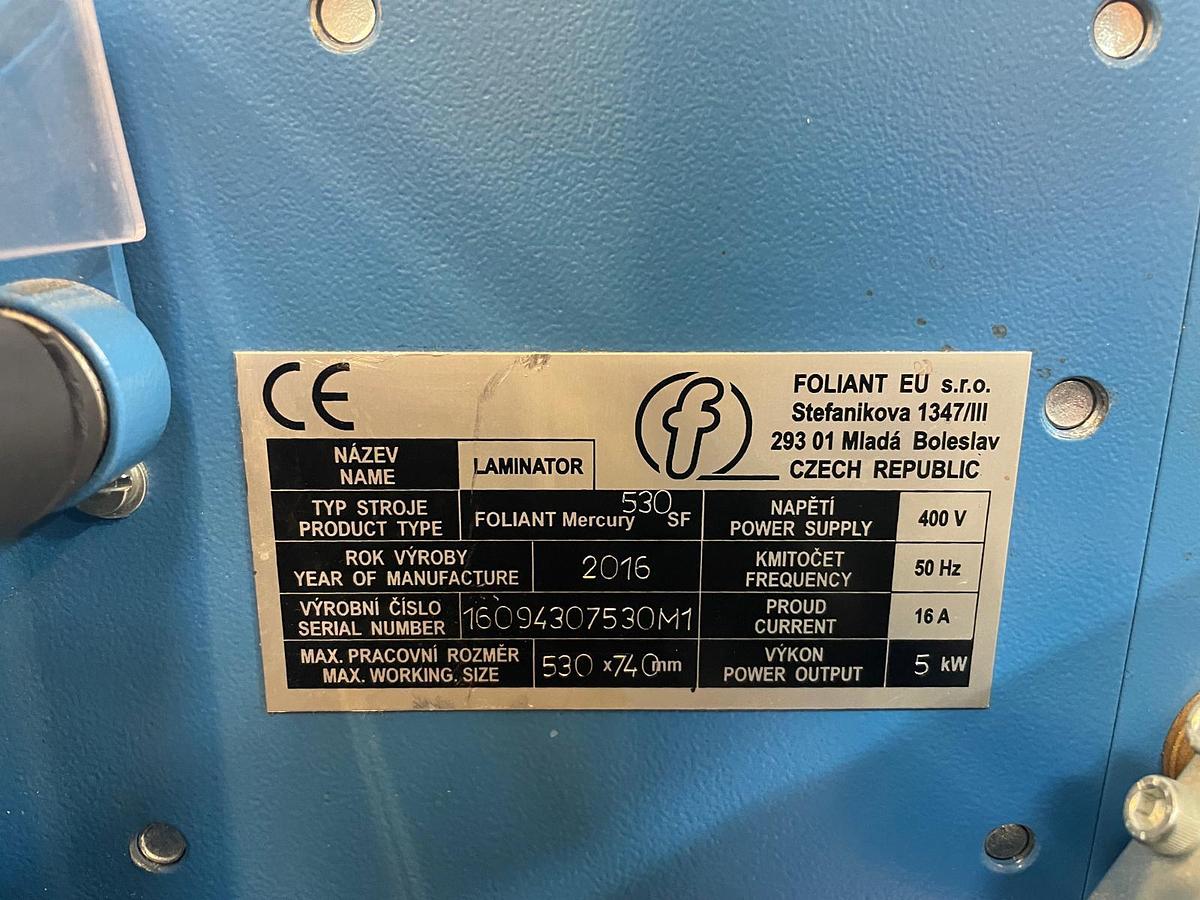 CE
f
FOLIANT EU s.r.o.
Stefanikova 1347/III
293 01 Mladá Boleslav
CZECH REPUBLIC
NÁZEV
NAME
LAMINATOR
TYP STROJE
PRODUCT TYPE
FOLIANT Mercury 530 SF
NAPĚTÍ
POWER SUPPLY
400 V
ROK VÝROBY
YEAR OF MANUFACTURE
2016
KMITOČET
FREQUENCY
50 Hz
VÝROBNÍ ČÍSLO
SERIAL NUMBER
16094307530M1
PROUD
CURRENT
16 A
MAX. PRACOVNÍ ROZMĚR
MAX. WORKING. SIZE
530 x740mm
VÝKON
POWER OUTPUT
5 kW